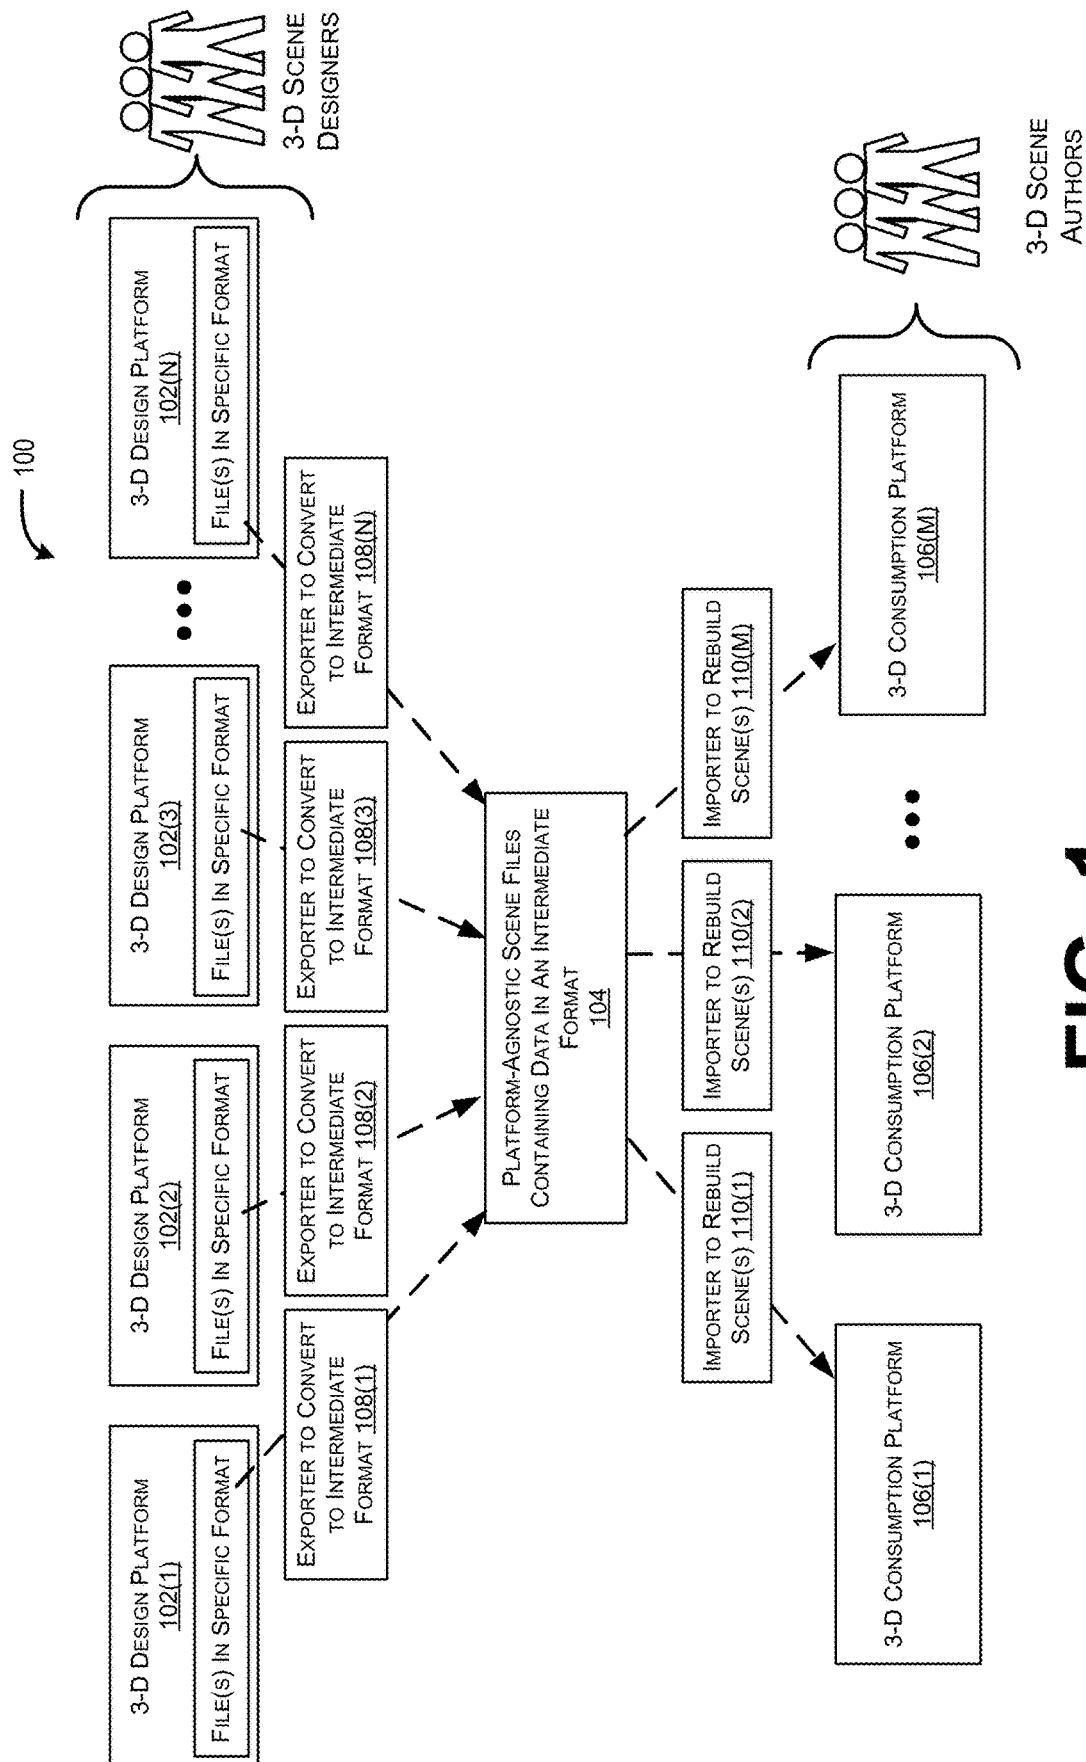 100
3-D DESIGN PLATFORM
102(1)
FILE(S) IN SPECIFIC FORMAT
3-D DESIGN PLATFORM
102(2)
FILE(S) IN SPECIFIC FORMAT
3-D DESIGN PLATFORM
102(3)
FILE(S) IN SPECIFIC FORMAT
3-D DESIGN PLATFORM
102(N)
FILE(S) IN SPECIFIC FORMAT
3-D SCENE
DESIGNERS
EXPORTER TO CONVERT
TO INTERMEDIATE
FORMAT 108(1)
EXPORTER TO CONVERT
TO INTERMEDIATE
FORMAT 108(2)
EXPORTER TO CONVERT
TO INTERMEDIATE
FORMAT 108(3)
EXPORTER TO CONVERT
TO INTERMEDIATE
FORMAT 108(N)
PLATFORM-AGNOSTIC SCENE FILES
CONTAINING DATA IN AN INTERMEDIATE
FORMAT
104
IMPORTER TO REBUILD
SCENE(S) 110(1)
IMPORTER TO REBUILD
SCENE(S) 110(2)
IMPORTER TO REBUILD
SCENE(S) 110(M)
3-D CONSUMPTION PLATFORM
106(1)
3-D CONSUMPTION PLATFORM
106(2)
3-D CONSUMPTION PLATFORM
106(M)
3-D SCENE
AUTHORS
FIG. 1